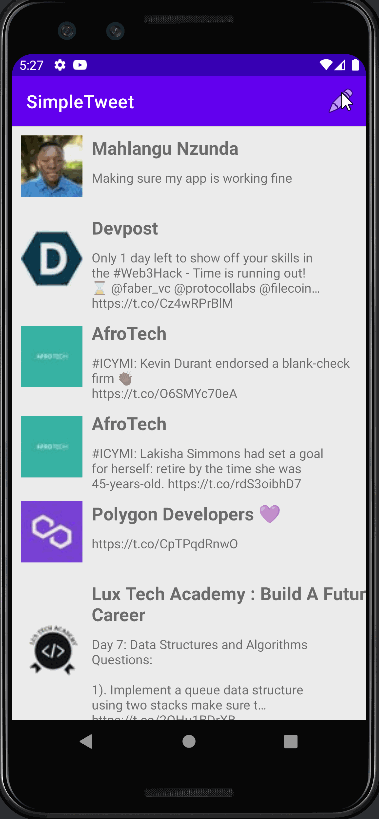 5:27
SimpleTweet
Mahlangu Nzunda
Making sure my app is working fine
Devpost
Only 1 day left to show off your skills in
the #Web3Hack - Time is running out!
⌛ @faber_vc @protocollabs @filecoin...
https://t.co/Cz4wRPrBlM
AFROTECH
AfroTech
#ICYMI: Kevin Durant endorsed a blank-check
firm 👏🏿
https://t.co/O6SMYc70eA
AFROTECH
AfroTech
#ICYMI: Lakisha Simmons had set a goal
for herself: retire by the time she was
45-years-old. https://t.co/rdS3oibhD7
Polygon Developers 💜
https://t.co/CpTPqdRnwO
Lux Tech Academy : Build A Futur
Career
LUX TECH ACADEMY
Day 7: Data Structures and Algorithms
Questions:
1). Implement a queue data structure
using two stacks make sure t...